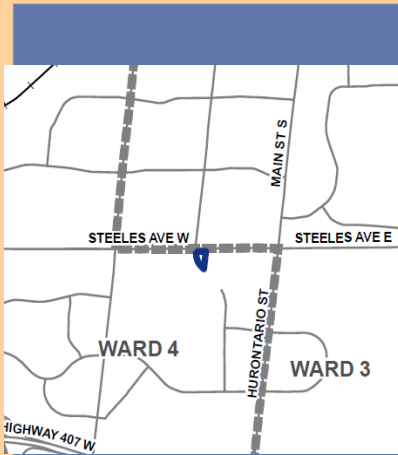 MAIN ST S
STEELES AVE W
STEELES AVE E
HURONTARIO ST
WARD 4
WARD 3
HIGHWAY 407 W